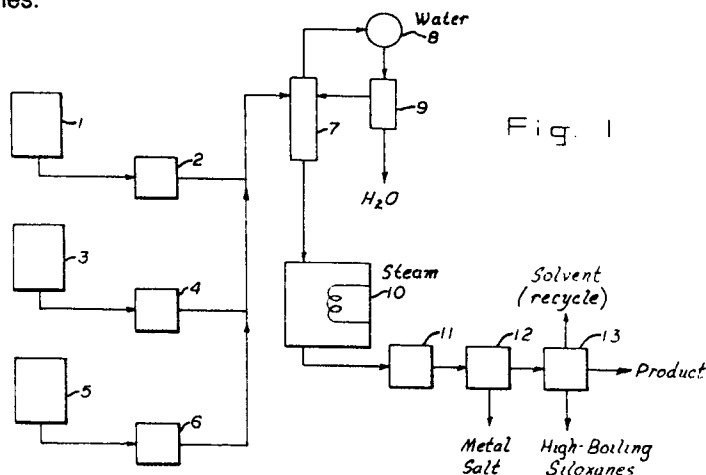 nes.
Water
8
1
7
9
Fig. 1
2
H₂O
3
Steam
10
4
Solvent
(recycle)
11
12
13
5
Product
6
Metal
Salt
High-Boiling
Siloxanes